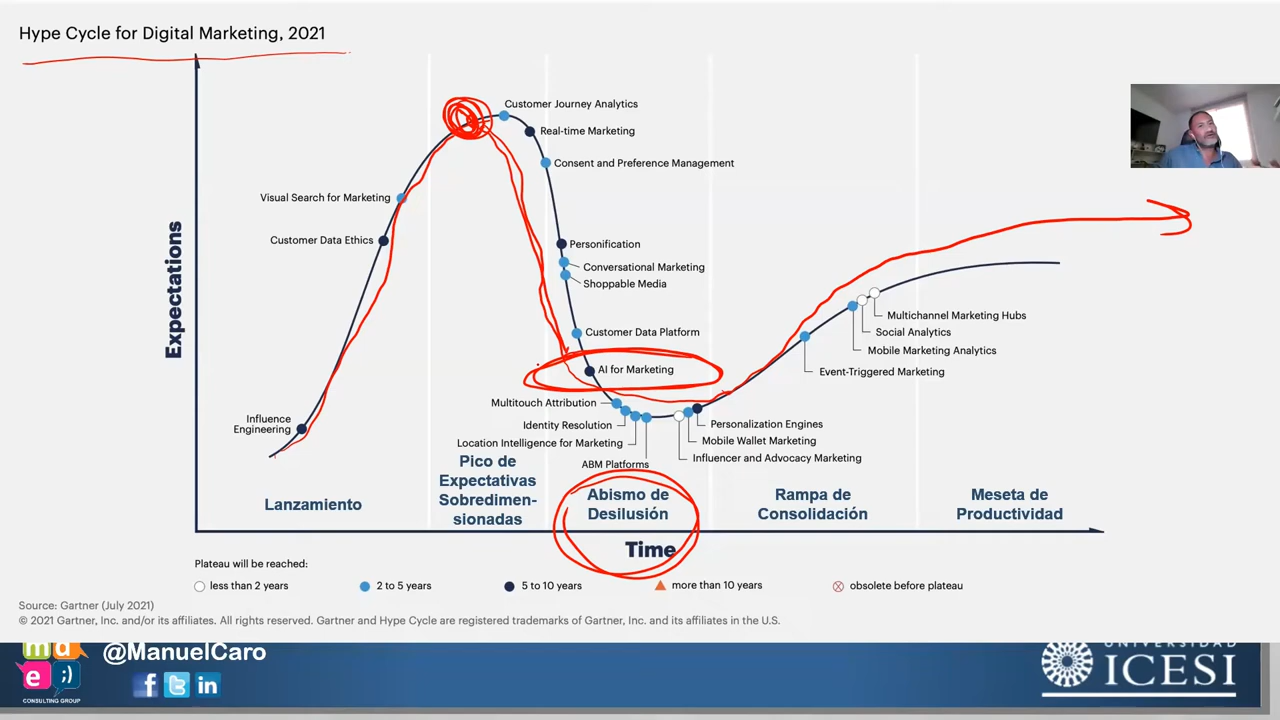 Hype Cycle for Digital Marketing, 2021
Expectations
Customer Journey Analytics
Real-time Marketing
Consent and Preference Management
Visual Search for Marketing
Customer Data Ethics
Personification
Conversational Marketing
Shoppable Media
Customer Data Platform
AI for Marketing
Multitouch Attribution
Identity Resolution
Location Intelligence for Marketing
ABM Platforms
Influence
Engineering
Multichannel Marketing Hubs
Social Analytics
Mobile Marketing Analytics
Event-Triggered Marketing
Personalization Engines
Mobile Wallet Marketing
Influencer and Advocacy Marketing
Lanzamiento
Pico de
Expectativas
Sobredimen-
sionadas
Abismo de
Desilusión
Rampa de
Consolidación
Meseta de
Productividad
Time
Plateau will be reached:
less than 2 years
2 to 5 years
5 to 10 years
more than 10 years
obsolete before plateau
Source: Gartner (July 2021)
© 2021 Gartner, Inc. and/or its affiliates. All rights reserved. Gartner and Hype Cycle are registered trademarks of Gartner, Inc. and its affiliates in the U.S.
md
e ;)
CONSULTING GROUP
@ManuelCaro
f in
UNIVERSIDAD
ICESI